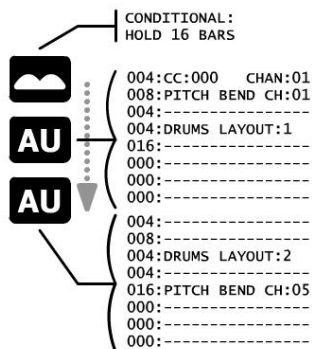 CONDITIONAL:
HOLD 16 BARS
004:CC:000 CHAN:01
008:PITCH BEND CH:01
004:---------------
004:DRUMS LAYOUT:1
016:---------------
000:---------------
000:---------------
000:---------------
AU
AU
004:---------------
008:---------------
004:DRUMS LAYOUT:2
004:---------------
016:PITCH BEND CH:05
000:---------------
000:---------------
000:---------------